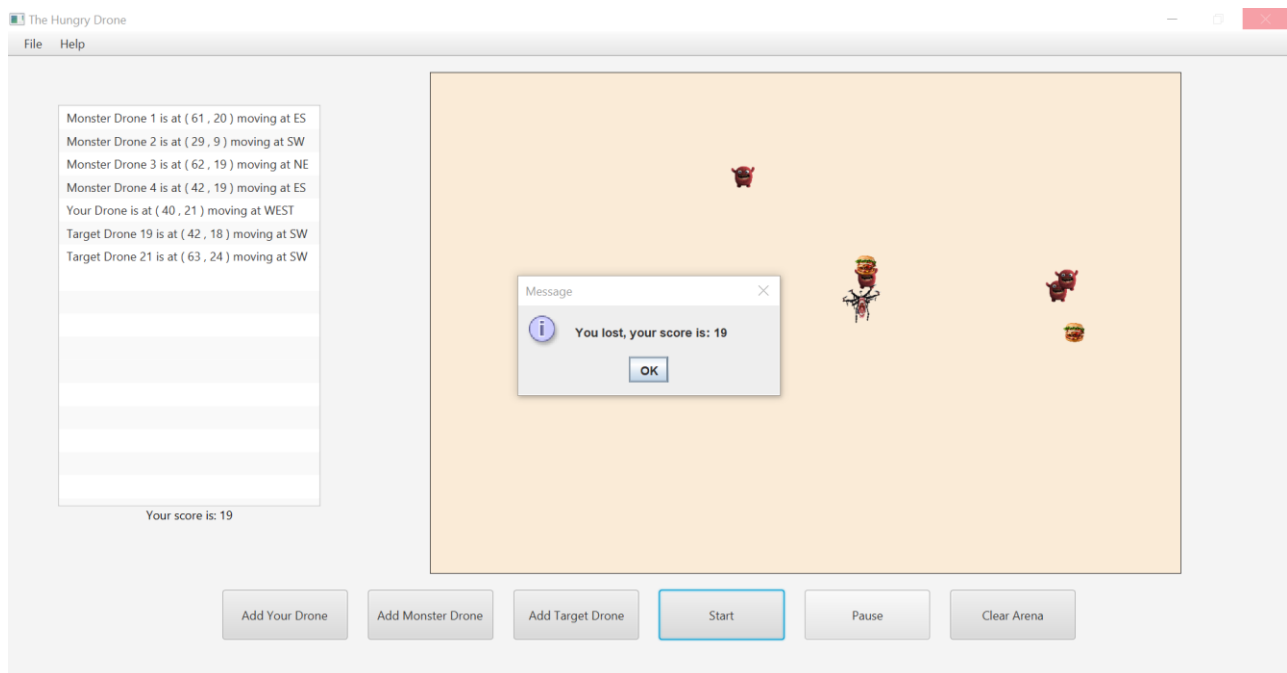 The Hungry Drone
File Help
Monster Drone 1 is at ( 61 , 20 ) moving at ES
Monster Drone 2 is at ( 29 , 9 ) moving at SW
Monster Drone 3 is at ( 62 , 19 ) moving at NE
Monster Drone 4 is at ( 42 , 19 ) moving at ES
Your Drone is at ( 40 , 21 ) moving at WEST
Target Drone 19 is at ( 42 , 18 ) moving at SW
Target Drone 21 is at ( 63 , 24 ) moving at SW
Your score is: 19
Message
You lost, your score is: 19
OK
Add Your Drone Add Monster Drone Add Target Drone Start Pause Clear Arena